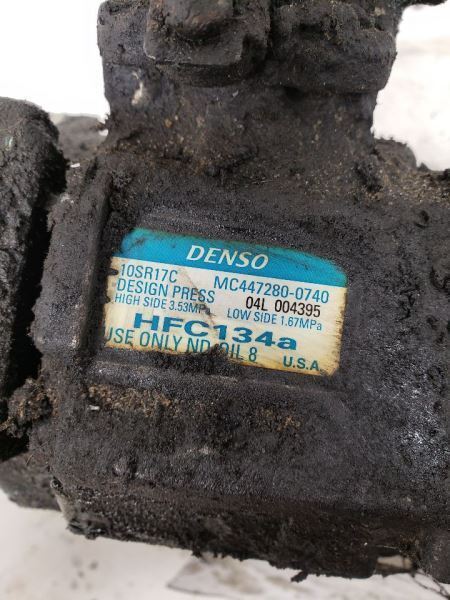 DENSO
10SR17C MC447280-0740
DESIGN PRESS 04L 004395
HIGH SIDE 3.53MP LOW SIDE 1.67MPa
HFC134a
USE ONLY ND-OIL 8 U.S.A.